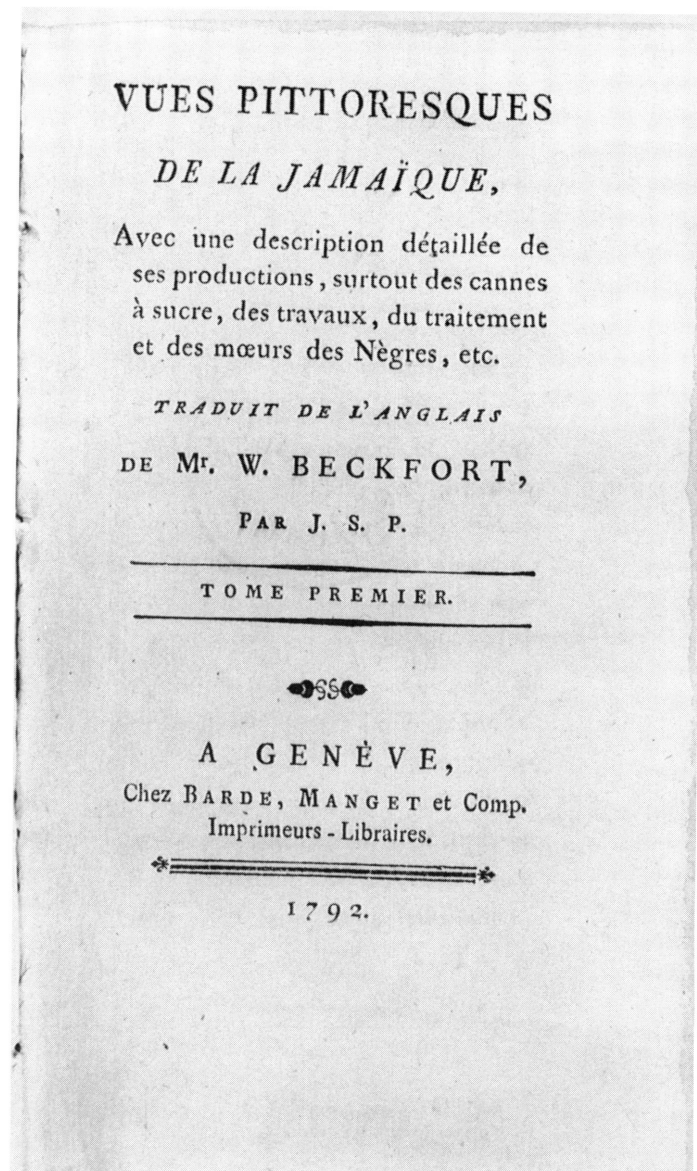 VUES PITTORESQUES
DE LA JAMAÏQUE,
Avec une description détaillée de
ses productions, surtout des cannes
à sucre, des travaux, du traitement
et des mœurs des Nègres, etc.
TRADUIT DE L'ANGLAIS
DE Mr. W. BECKFORT,
PAR J. S. P.
TOME PREMIER.
A GENÈVE,
Chez BARDE, MANGET et Comp.
Imprimeurs-Libraires.
1792.